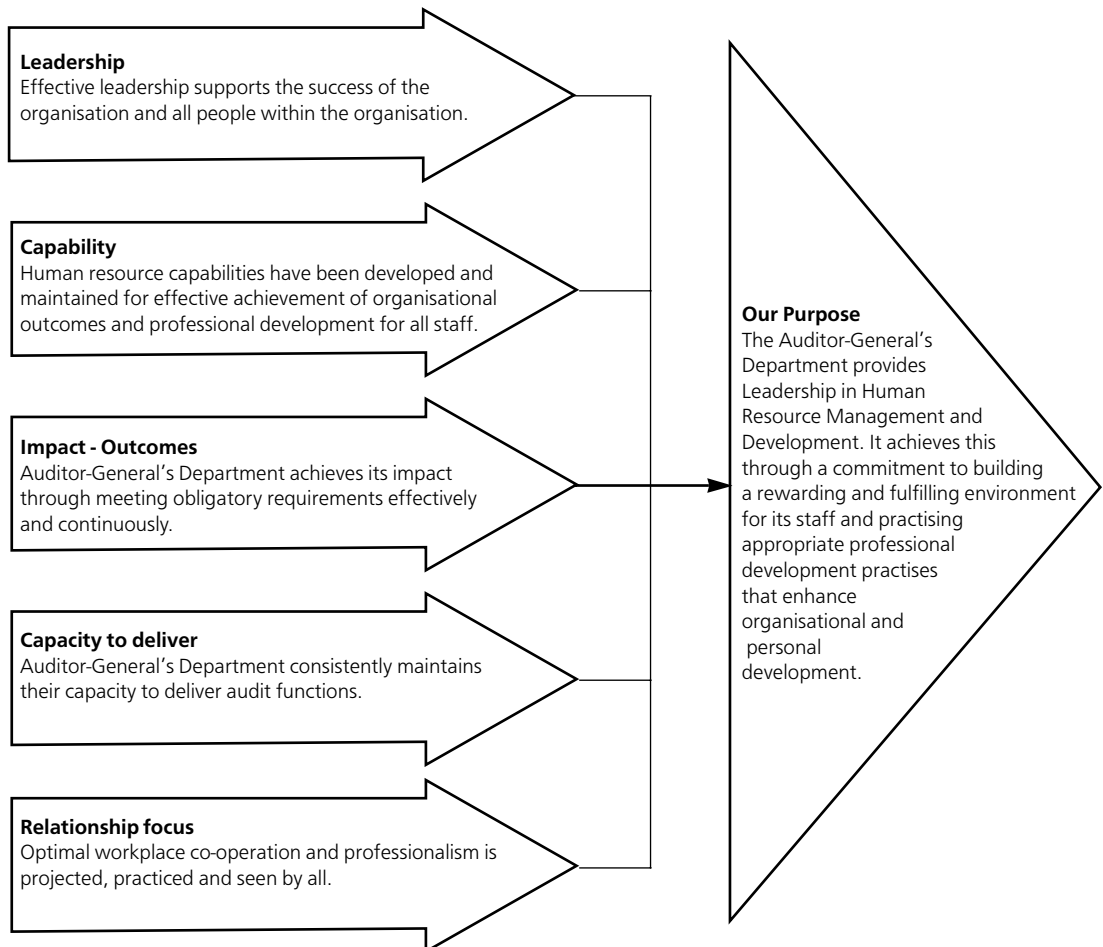 Leadership
Effective leadership supports the success of the
organisation and all people within the organisation.
Capability
Human resource capabilities have been developed and
maintained for effective achievement of organisational
outcomes and professional development for all staff.
Impact - Outcomes
Auditor-General's Department achieves its impact
through meeting obligatory requirements effectively
and continuously.
Capacity to deliver
Auditor-General's Department consistently maintains
their capacity to deliver audit functions.
Relationship focus
Optimal workplace co-operation and professionalism is
projected, practiced and seen by all.
Our Purpose
The Auditor-General's
Department provides
Leadership in Human
Resource Management and
Development. It achieves this
through a commitment to building
a rewarding and fulfilling environment
for its staff and practising
appropriate professional
development practises
that enhance
organisational and
personal
development.